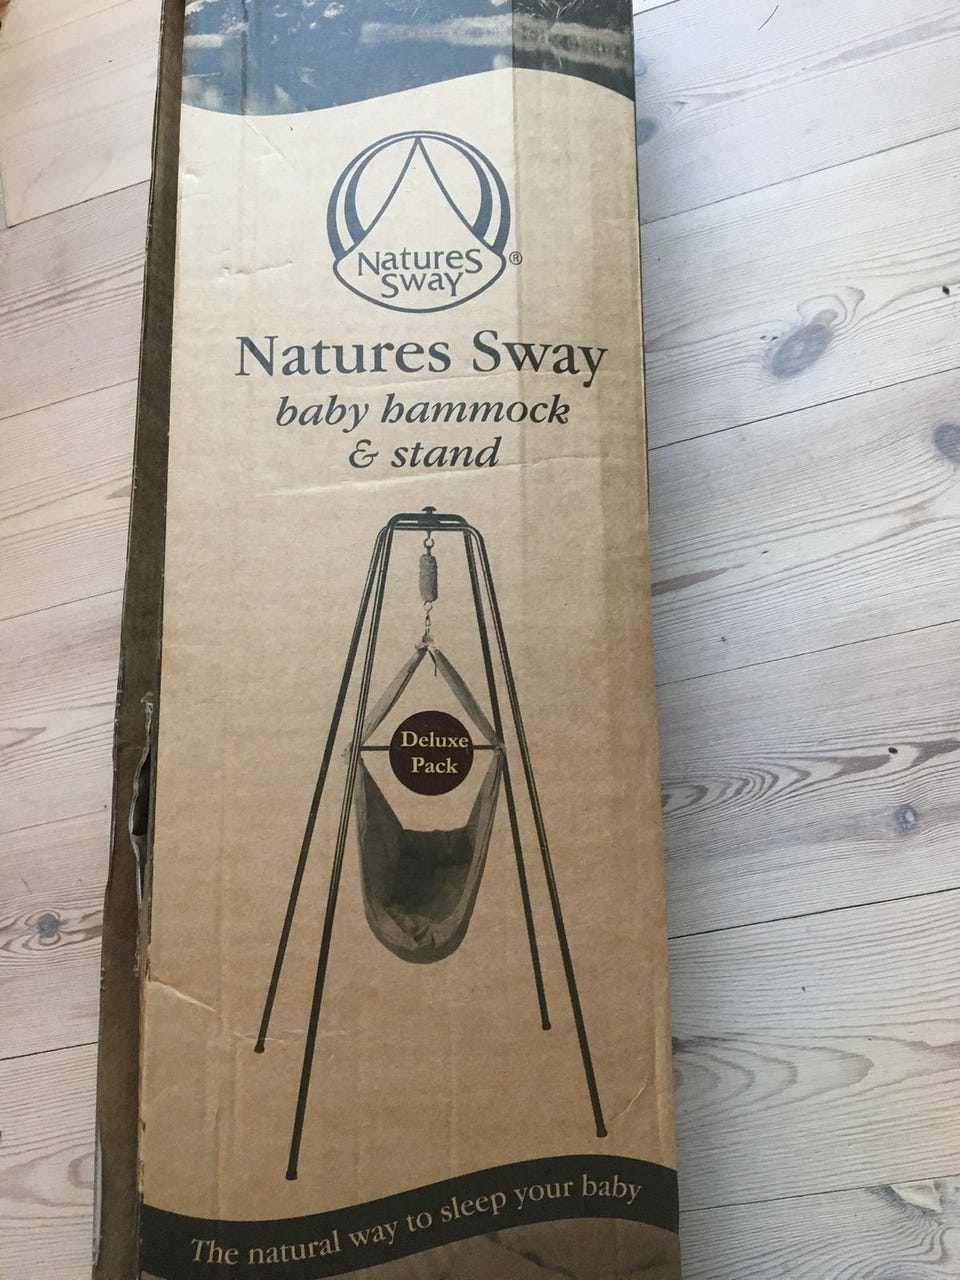 Natures
Sway
®
Natures Sway
baby hammock
& stand
Deluxe
Pack
The natural way to sleep your baby